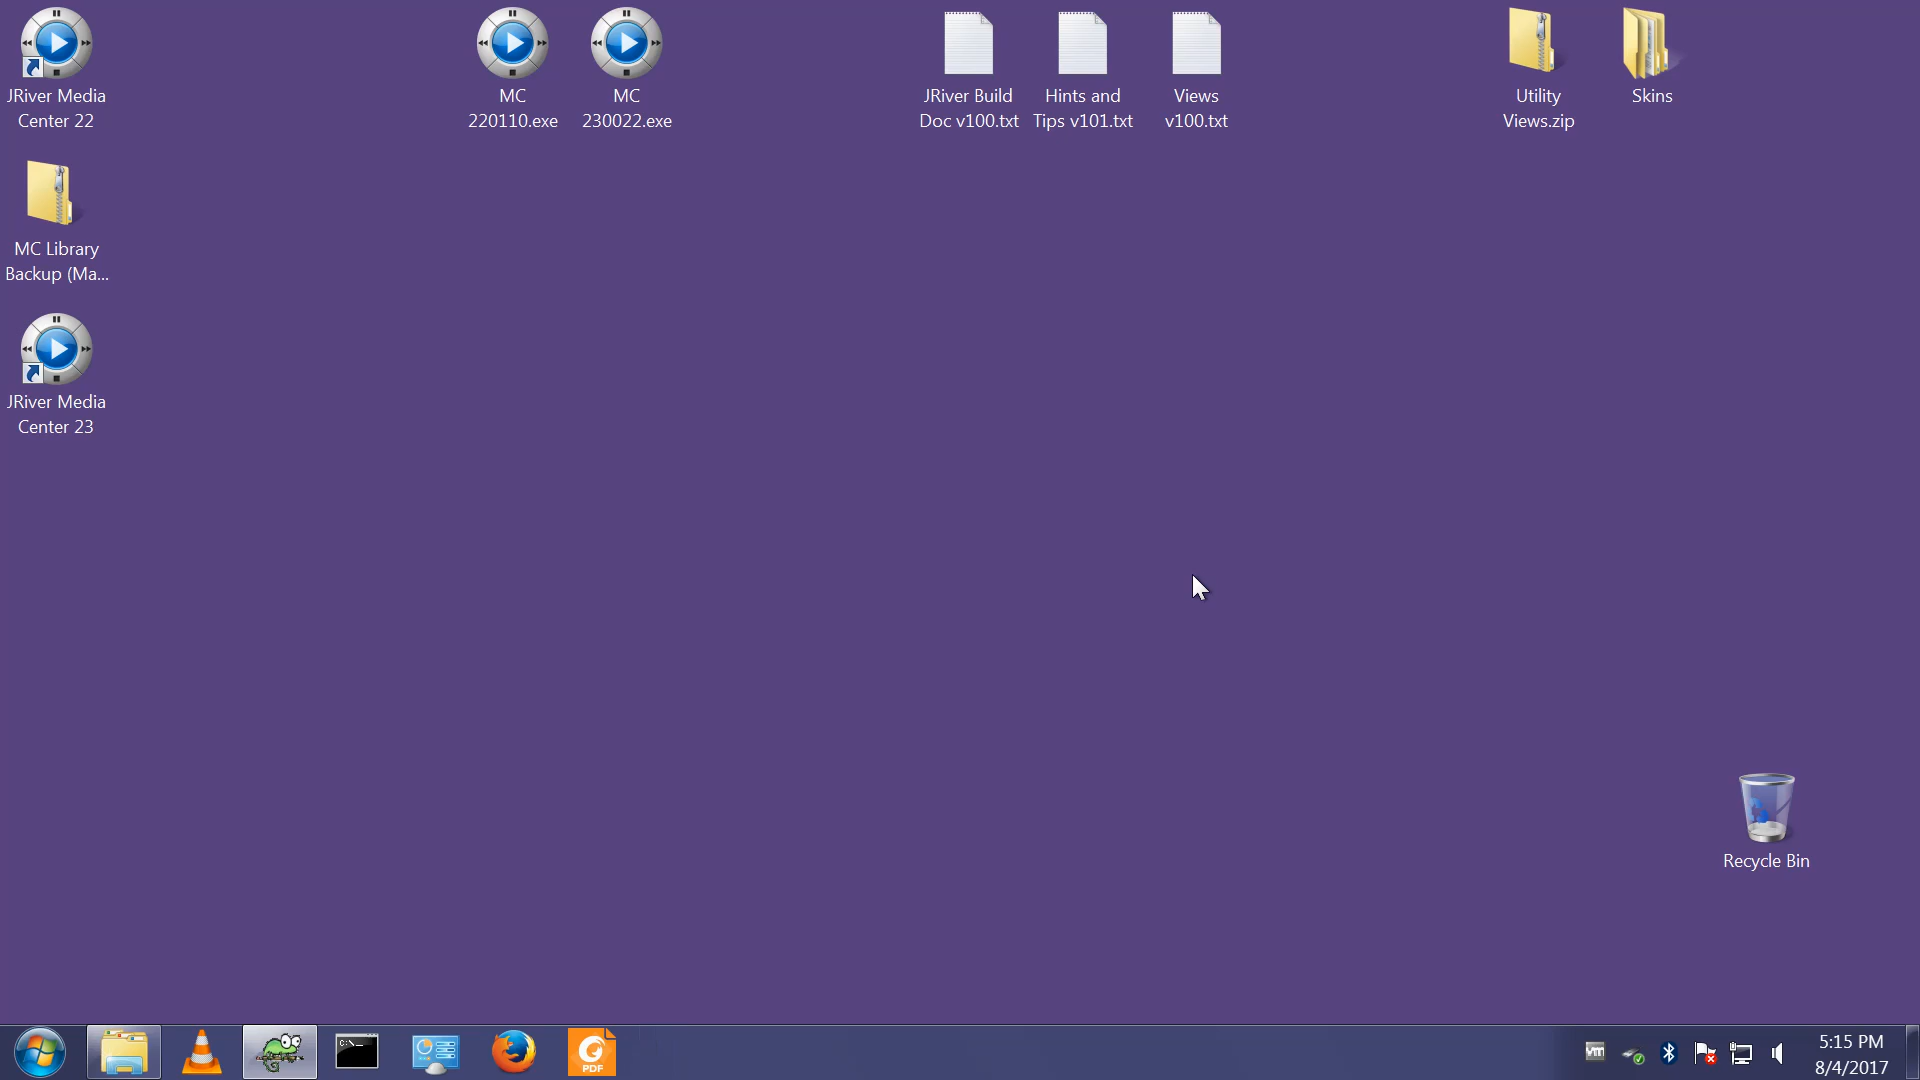 JRiver Media
Center 22
MC
220110.exe
MC
230022.exe
JRiver Build
Doc v100.txt
Hints and
Tips v101.txt
Views
v100.txt
Utility
Views.zip
Skins
MC Library
Backup (Ma...
JRiver Media
Center 23
Recycle Bin
C:\_
PDF
vm
5:15 PM
8/4/2017